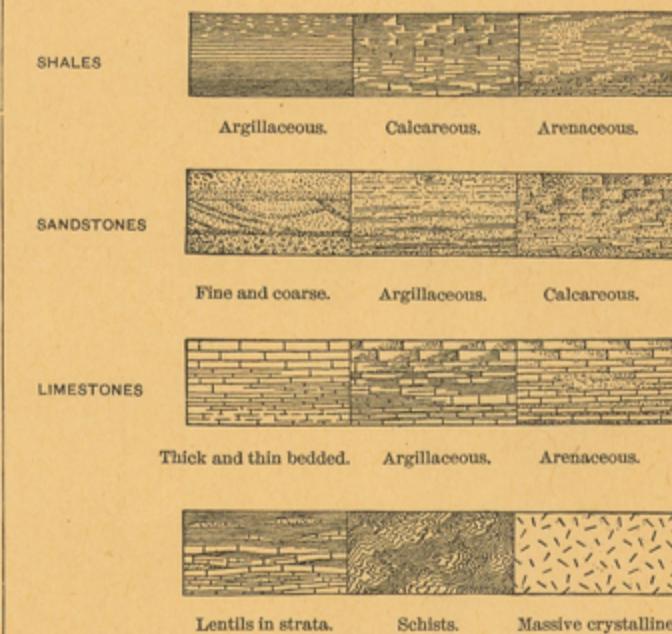 SHALES
Argillaceous. Calcareous. Arenaceous.
SANDSTONES
Fine and coarse. Argillaceous. Calcareous.
LIMESTONES
Thick and thin bedded. Argillaceous. Arenaceous.
Lentils in strata. Schists. Massive crystallin